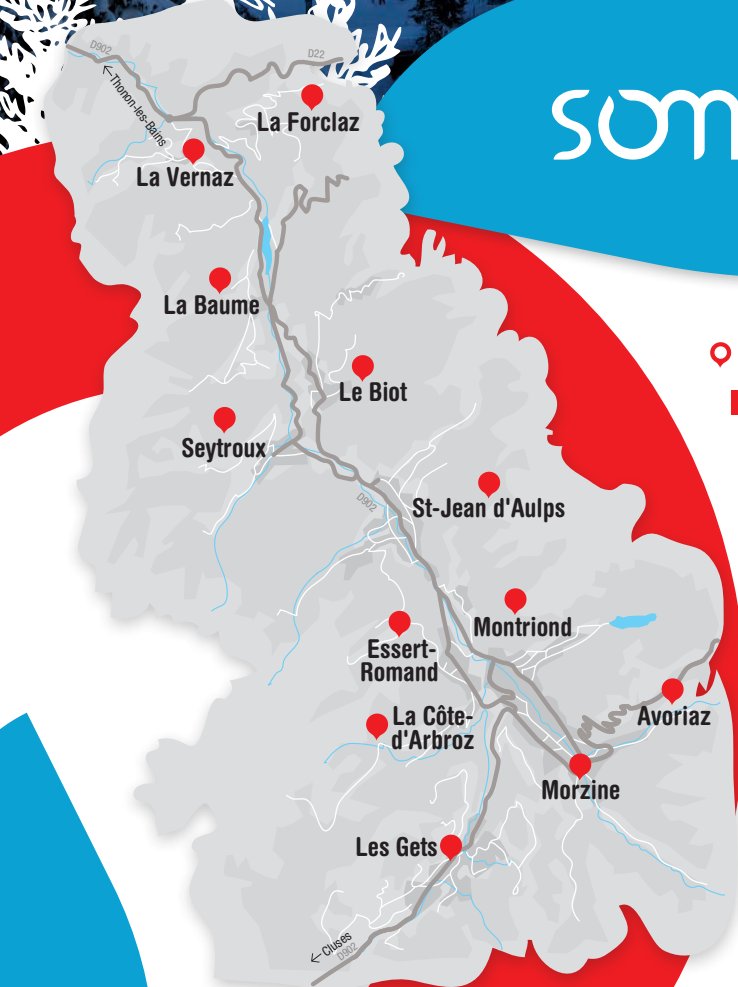 D902
D22
←Thonon-les-Bains
La Forclaz
som
La Vernaz
La Baume
Le Biot
Seytroux
D902
St-Jean d'Aulps
Montriond
Essert-
Romand
La Côte-
d'Arbroz
Avoriaz
Morzine
Les Gets
←Cluses
D902